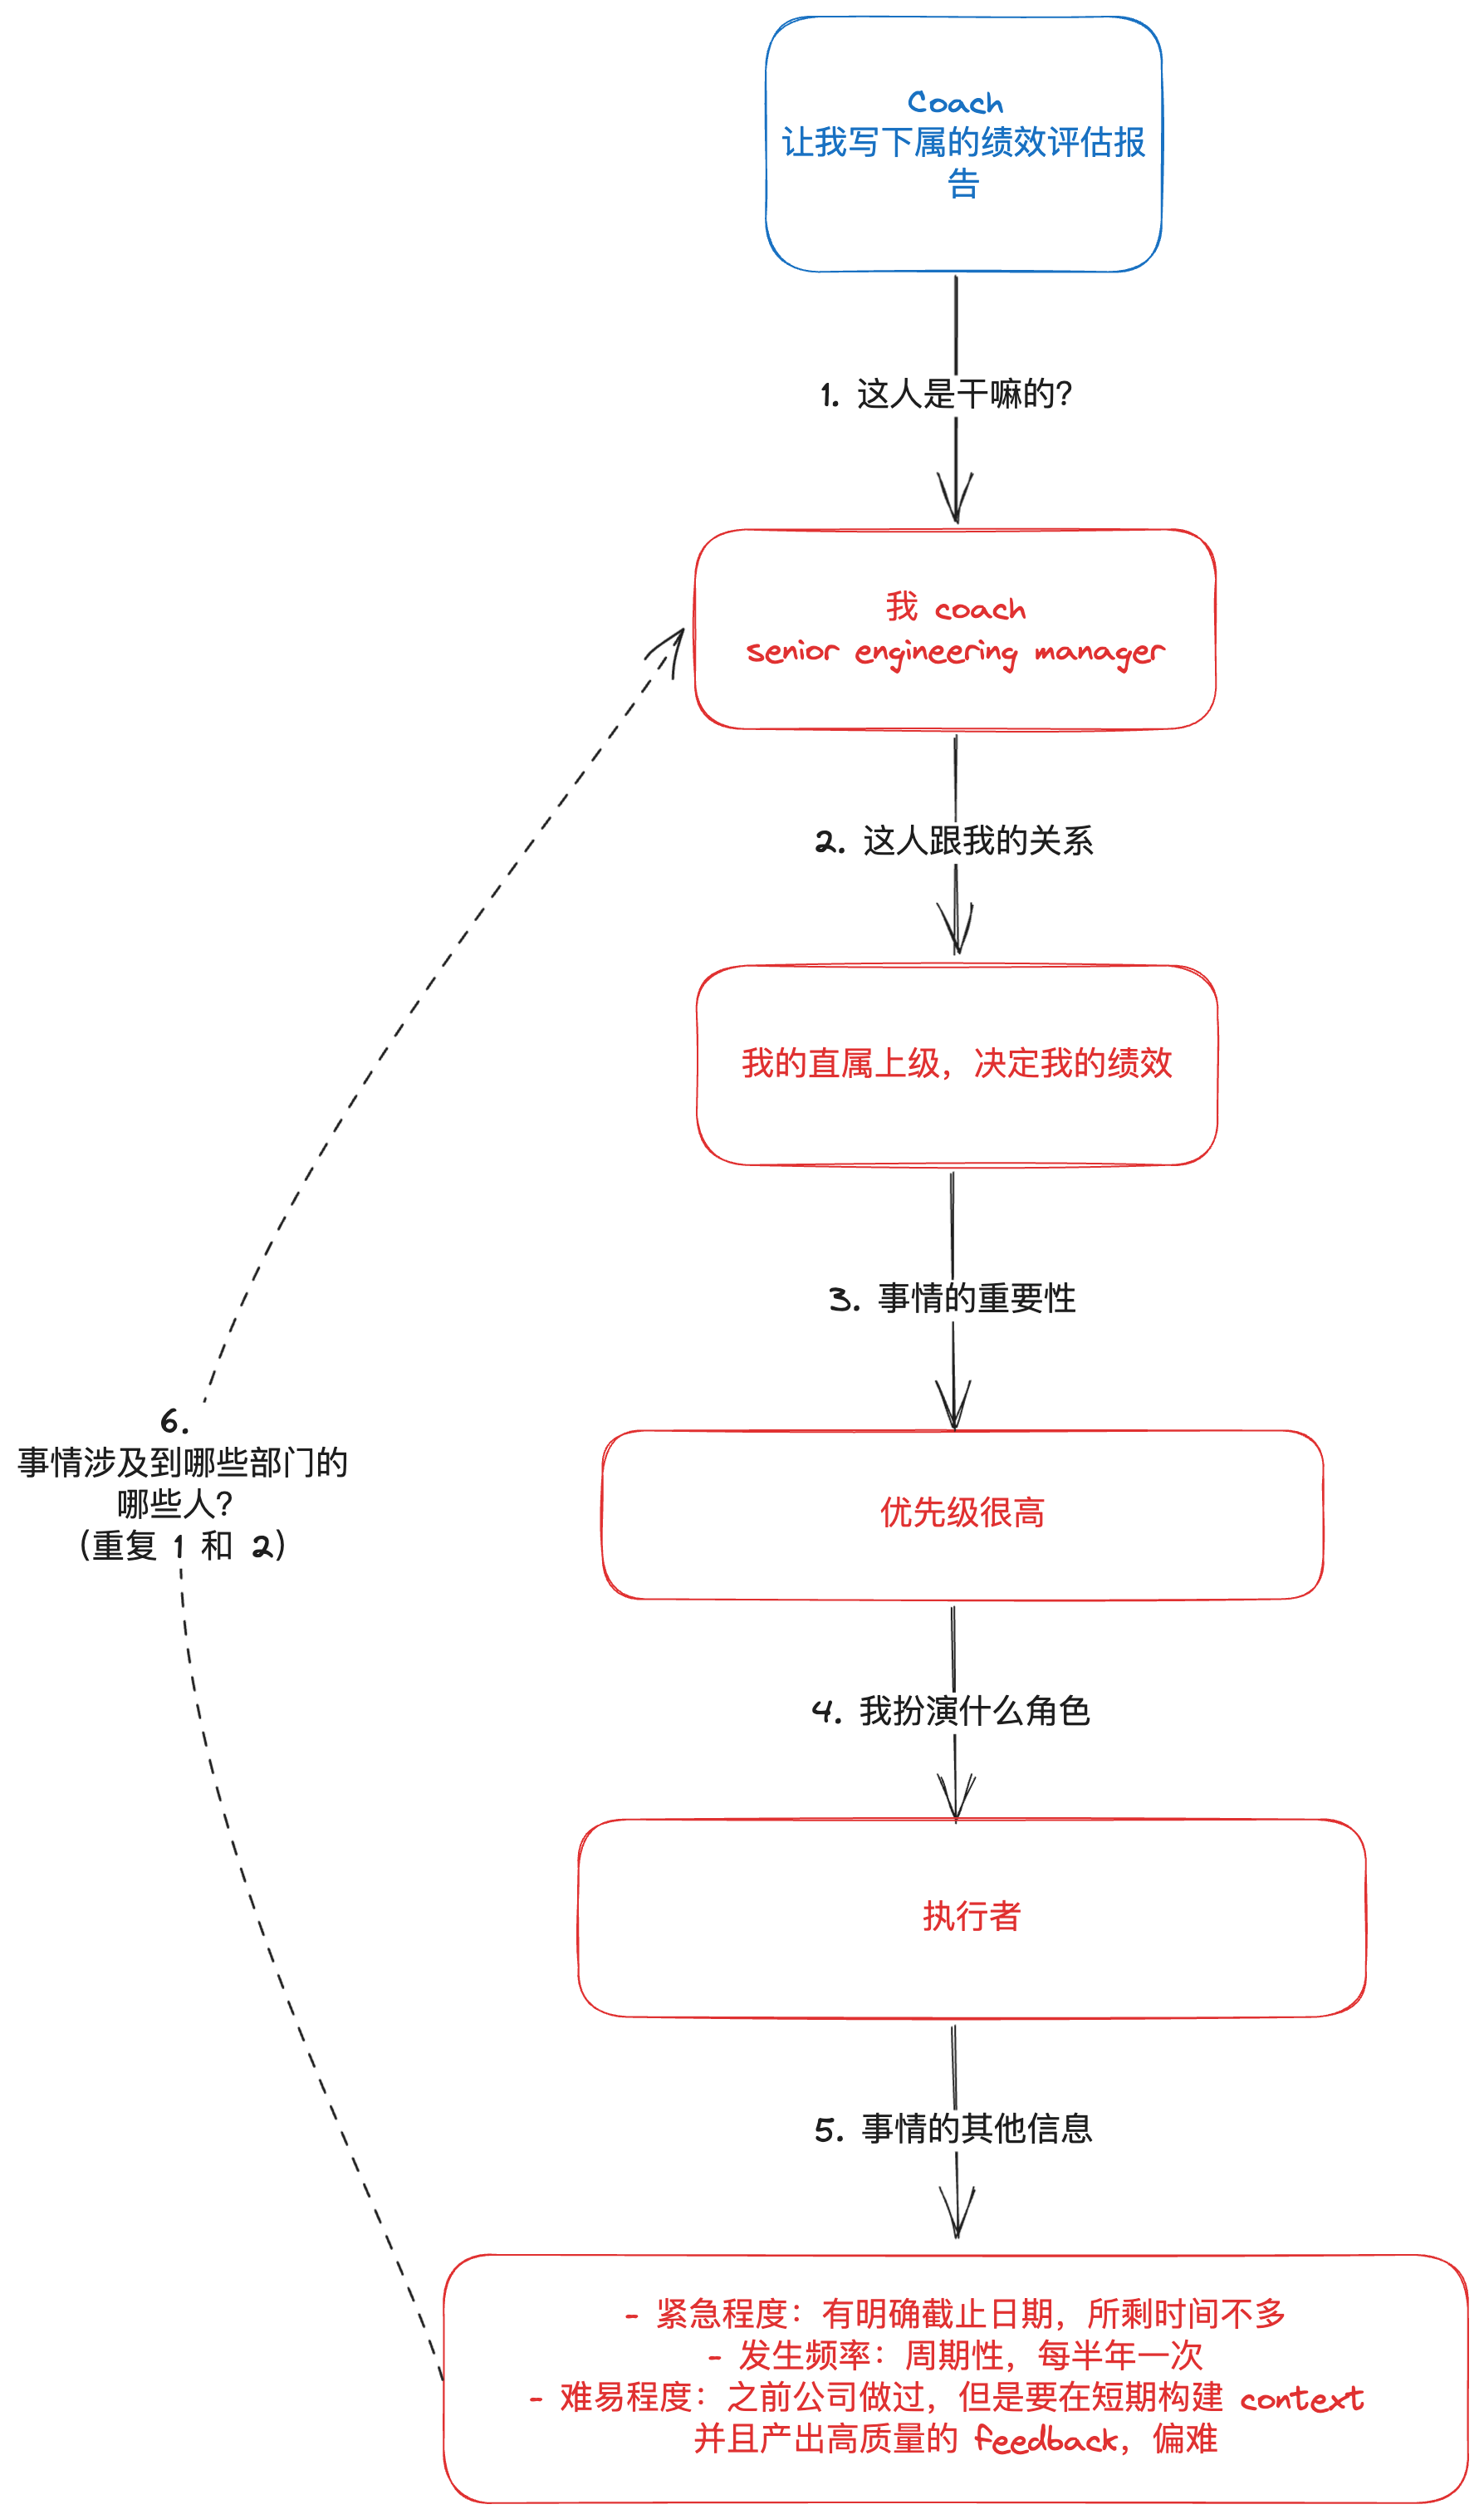 Coach
让我写下属的绩效评估报
告
1. 这人是干嘛的?
我 coach
senior engineering manager
2. 这人跟我的关系
我的直属上级，决定我的绩效
3. 事情的重要性
优先级很高
4. 我扮演什么角色
执行者
5. 事情的其他信息
- 紧急程度：有明确截止日期，所剩时间不多
- 发生频率：周期性，每半年一次
- 难易程度：之前公司做过，但是要在短期构建 context
并且产出高质量的 feedback，偏难
6.
事情涉及到哪些部门的
哪些人?
(重复 1 和 2)